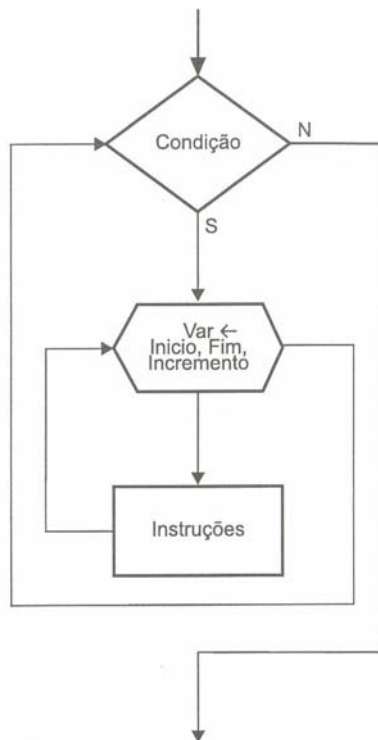 Condição
N
S
Var ←
Inicio, Fim,
Incremento
Instruções